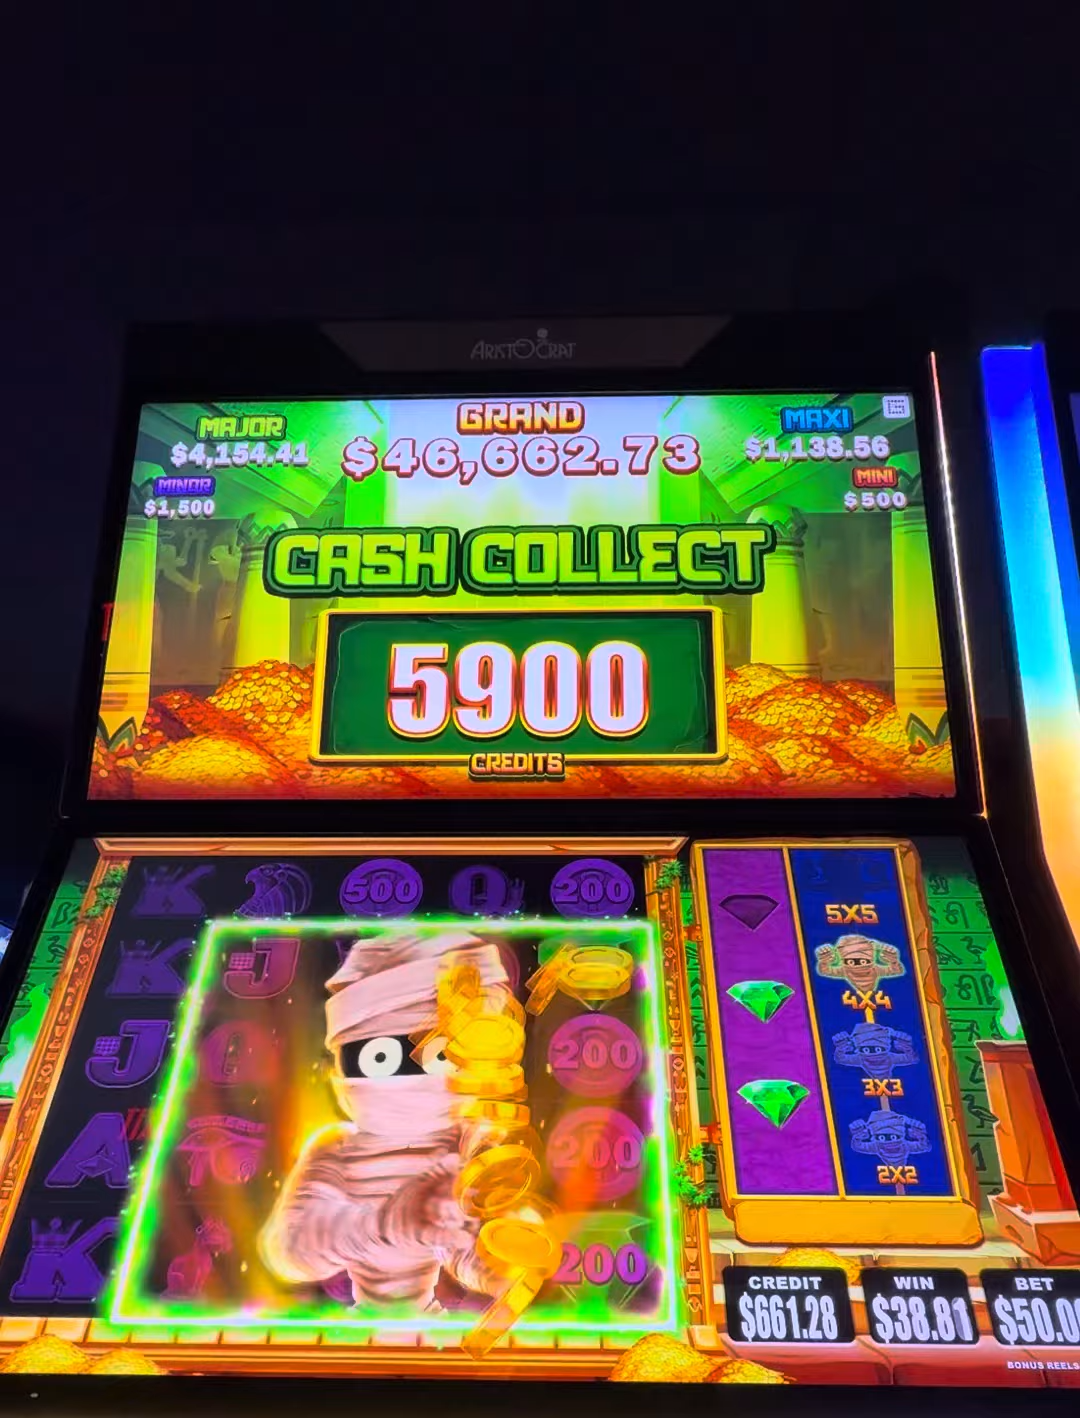 ARISTOCRAT
MAJOR
$4,154.41
GRAND
$46,662.73
MAXI
$1,138.56
MINOR
$1,500
MINI
$500
CASH COLLECT
5900
CREDITS
K
500
Q
200
K
J
J
200
A
200
K
200
5X5
4X4
3X3
2X2
CREDIT
$661.28
WIN
$38.81
BET
BONUS REELS